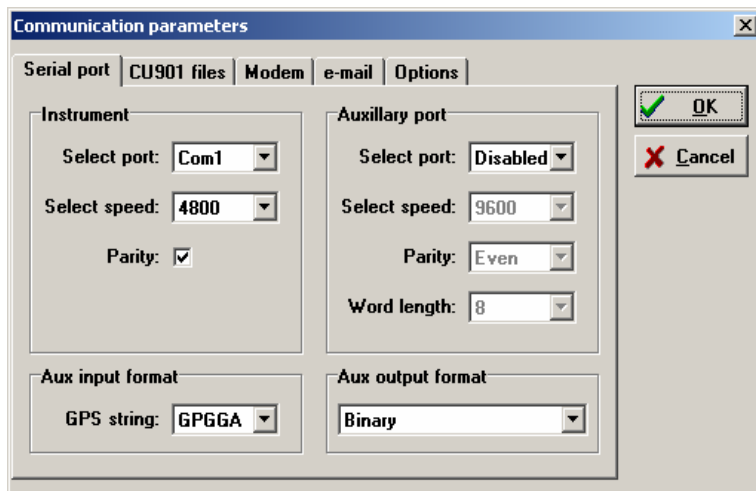 Communication parameters
Serial port CU901 files Modem e-mail Options
Instrument
Select port: Com1
Select speed: 4800
Parity:
Auxillary port
Select port: Disabled
Select speed: 9600
Parity: Even
Word length: 8
Aux input format
GPS string: GPGGA
Aux output format
Binary
OK
Cancel